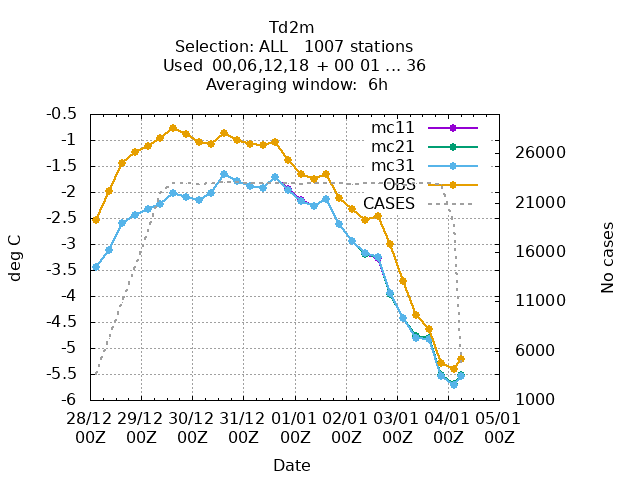 Td2m
Selection: ALL   1007 stations
Used  00,06,12,18  + 00 01 ... 36
Averaging window:  6h
-0.5
-1
-1.5
-2
-2.5
-3
-3.5
-4
-4.5
-5
-5.5
-6
deg C
mc11
mc21
mc31
OBS
CASES
26000
21000
16000
11000
6000
1000
No cases
28/12 29/12 30/12 31/12 01/01 02/01 03/01 04/01 05/01
00Z 00Z 00Z 00Z 00Z 00Z 00Z 00Z 00Z
Date